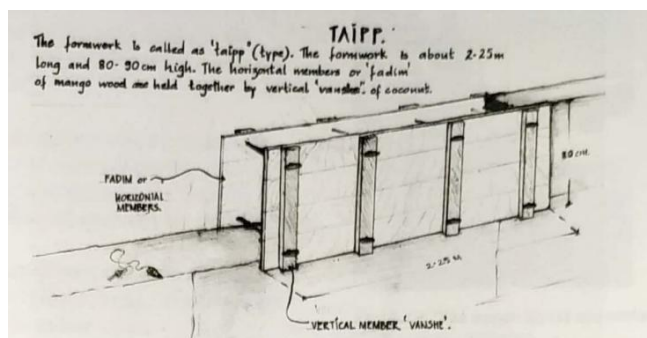 TAIPP.
The formwork is called as 'taipp' (type). The formwork is about 2.25m
long and 80-90cm high. The horizontal members or 'fadim'
of mango wood are held together by vertical 'vanshe'. of coconut.
80 cm.
FADIM or
HORIZONTAL
MEMBERS.
2.25 m
VERTICAL MEMBER 'VANSHE'.